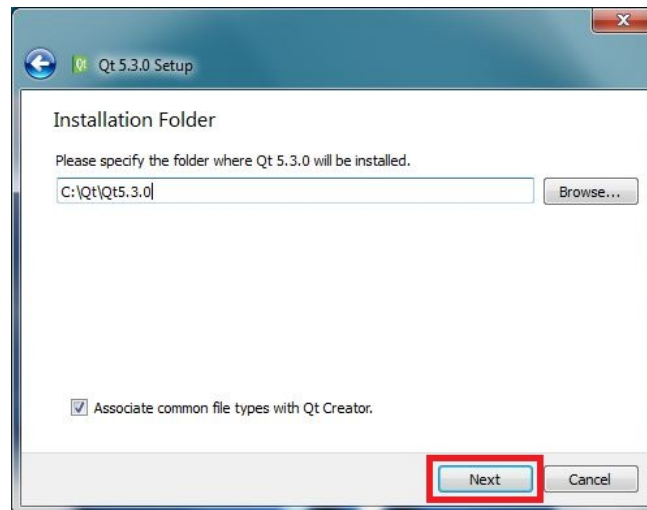 Qt 5.3.0 Setup
Installation Folder
Please specify the folder where Qt 5.3.0 will be installed.
C:\Qt\Qt5.3.0
Browse...
Associate common file types with Qt Creator.
Next
Cancel